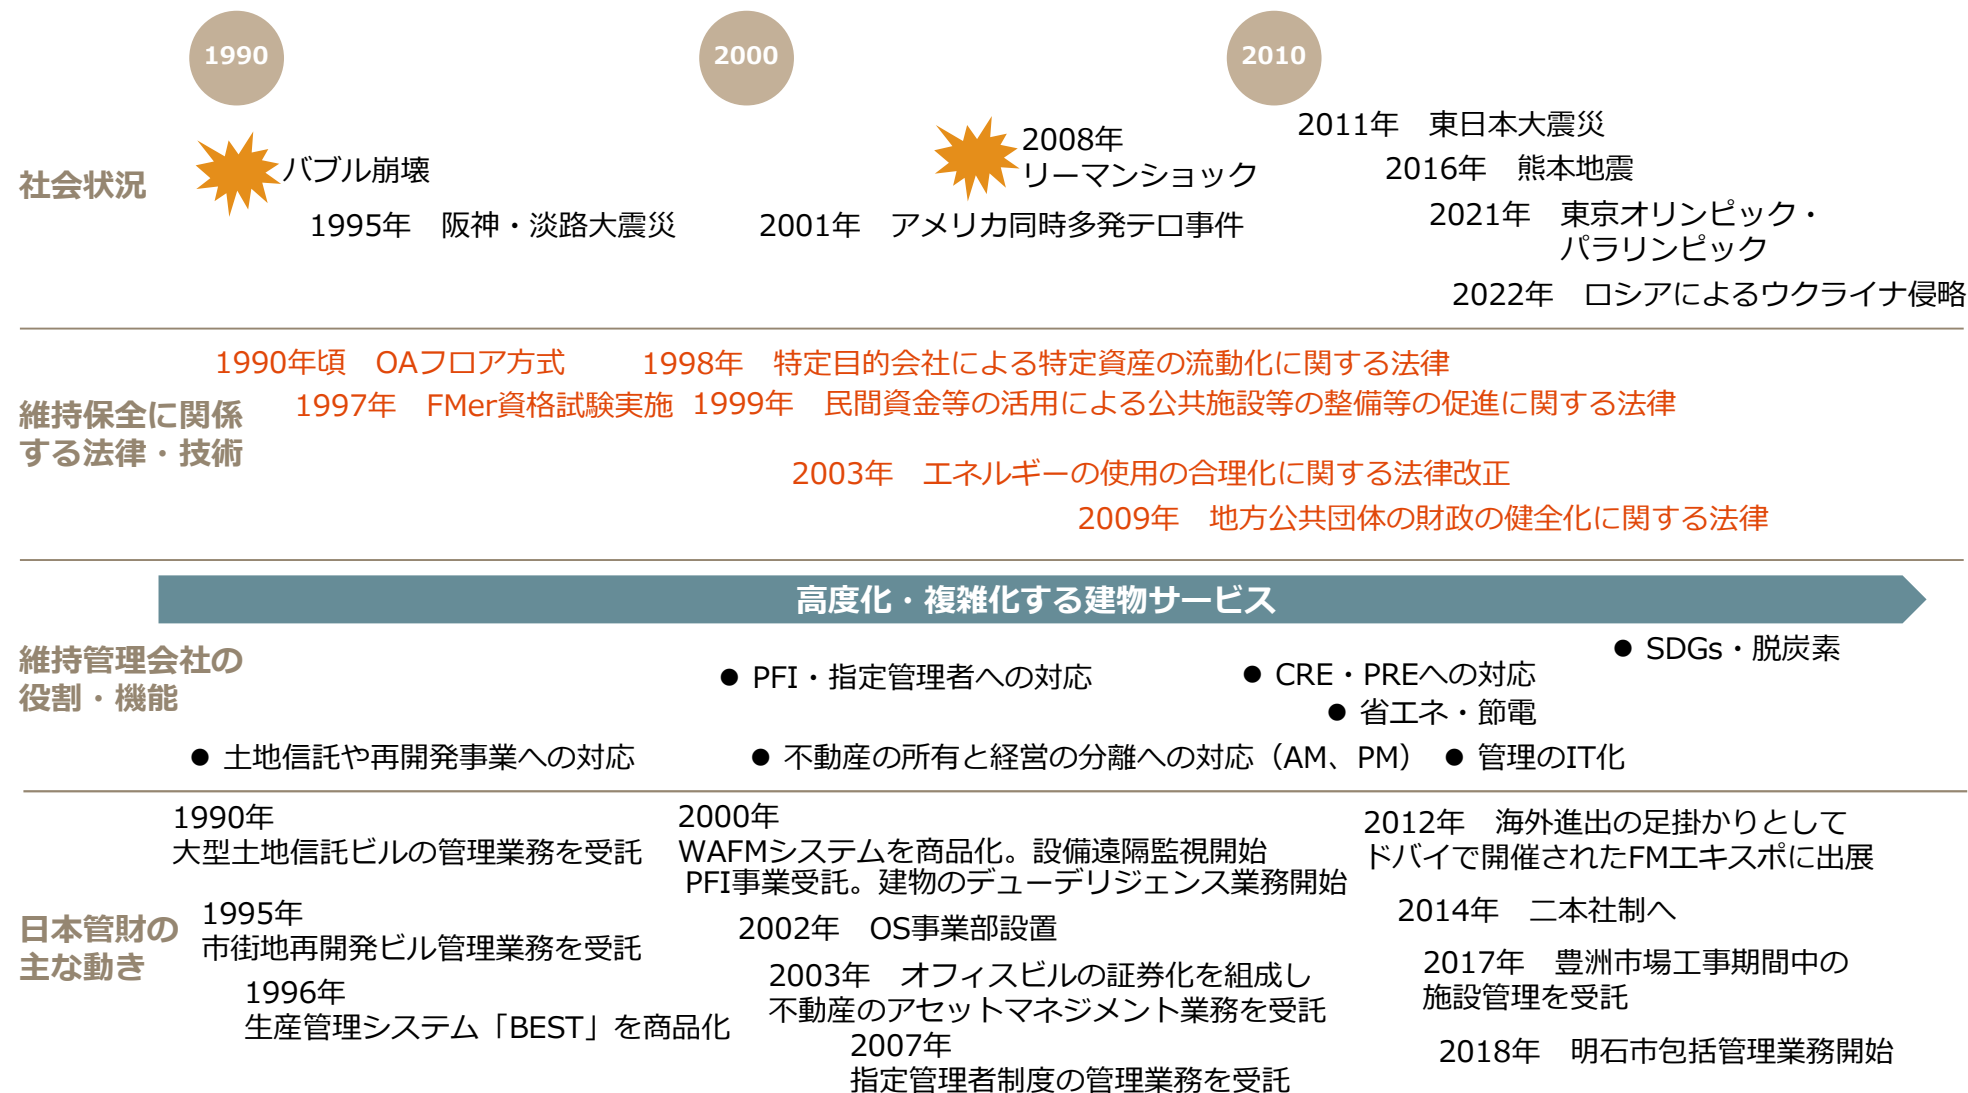 1990
2000
2010
社会状況
バブル崩壊
1995年　阪神・淡路大震災
2008年
リーマンショック
2001年　アメリカ同時多発テロ事件
2011年　東日本大震災
2016年　熊本地震
2021年　東京オリンピック・
パラリンピック
2022年　ロシアによるウクライナ侵略
維持保全に関係
する法律・技術
1990年頃　OAフロア方式
1998年　特定目的会社による特定資産の流動化に関する法律
1997年　FMer資格試験実施
1999年　民間資金等の活用による公共施設等の整備等の促進に関する法律
2003年　エネルギーの使用の合理化に関する法律改正
2009年　地方公共団体の財政の健全化に関する法律
高度化・複雑化する建物サービス
維持管理会社の
役割・機能
● SDGs・脱炭素
● PFI・指定管理者への対応
● CRE・PREへの対応
● 省エネ・節電
● 土地信託や再開発事業への対応
● 不動産の所有と経営の分離への対応（AM、PM）
● 管理のIT化
日本管財の
主な動き
1990年
大型土地信託ビルの管理業務を受託
1995年
市街地再開発ビル管理業務を受託
1996年
生産管理システム「BEST」を商品化
2000年
WAFMシステムを商品化。設備遠隔監視開始
PFI事業受託。建物のデューデリジェンス業務開始
2002年　OS事業部設置
2003年　オフィスビルの証券化を組成し
不動産のアセットマネジメント業務を受託
2007年
指定管理者制度の管理業務を受託
2012年　海外進出の足掛かりとして
ドバイで開催されたFMエキスポに出展
2014年　二本社制へ
2017年　豊洲市場工事期間中の
施設管理を受託
2018年　明石市包括管理業務開始